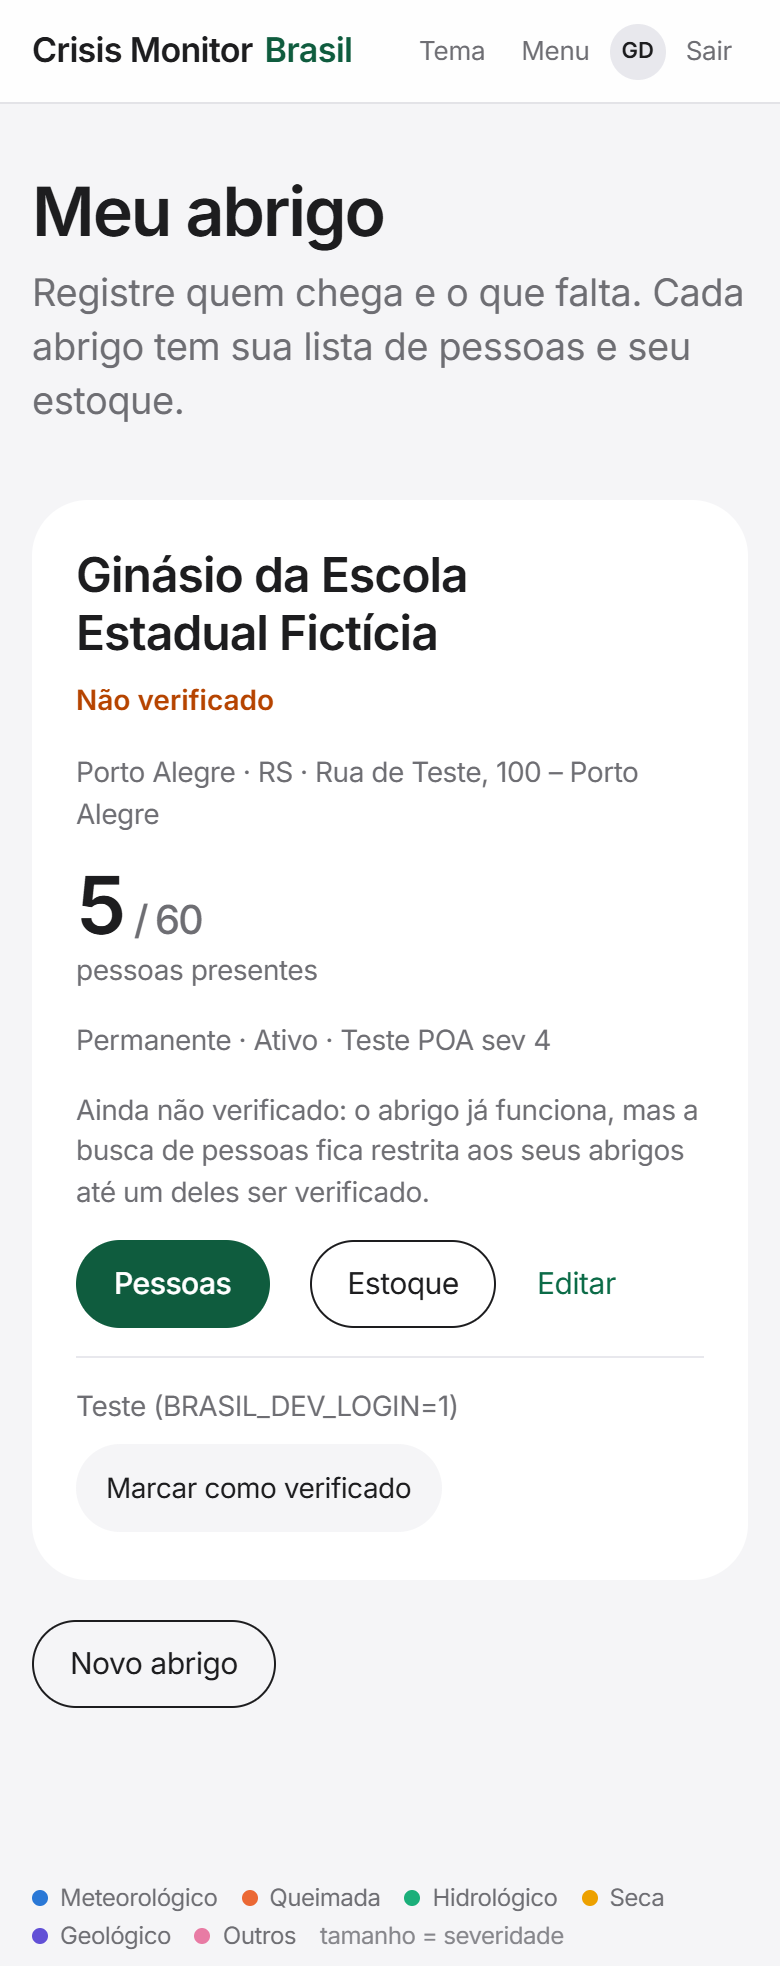 Crisis Monitor Brasil Tema Menu GD Sair
Meu abrigo
Registre quem chega e o que falta. Cada
abrigo tem sua lista de pessoas e seu
estoque.
Ginásio da Escola
Estadual Fictícia
Não verificado
Porto Alegre · RS · Rua de Teste, 100 – Porto
Alegre
5 / 60
pessoas presentes
Permanente · Ativo · Teste POA sev 4
Ainda não verificado: o abrigo já funciona, mas a
busca de pessoas fica restrita aos seus abrigos
até um deles ser verificado.
Pessoas Estoque Editar
Teste (BRASIL_DEV_LOGIN=1)
Marcar como verificado
Novo abrigo
Meteorológico Queimada Hidrológico Seca
Geológico Outros tamanho = severidade